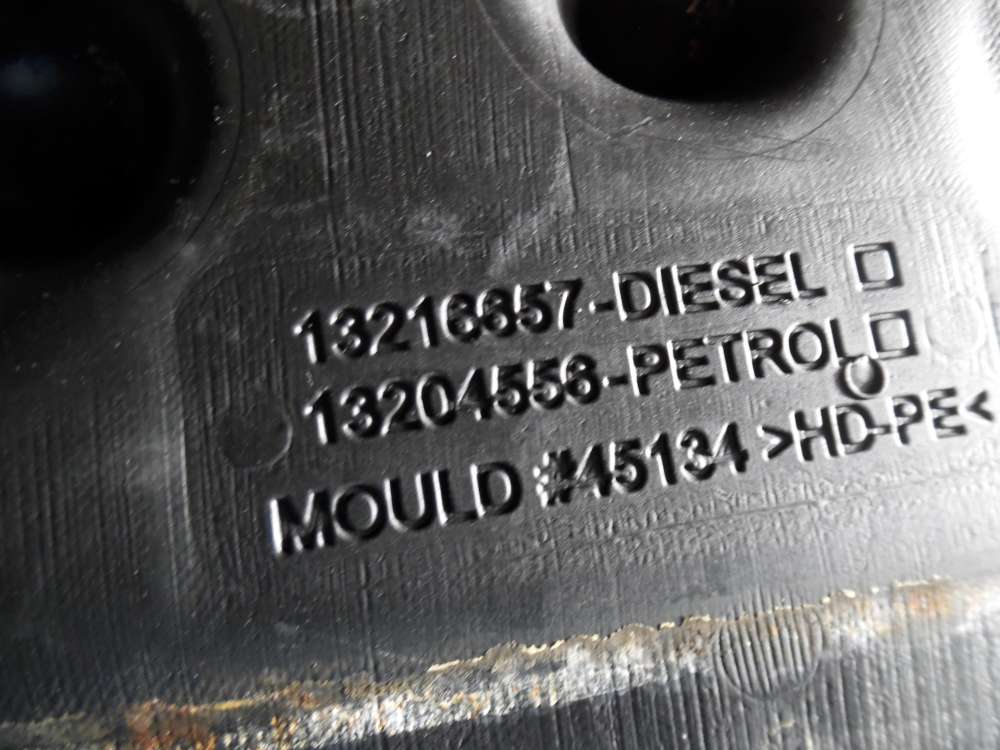 13216657-DIESEL □
13204556-PETROL □
MOULD #45134 >HD-PE<